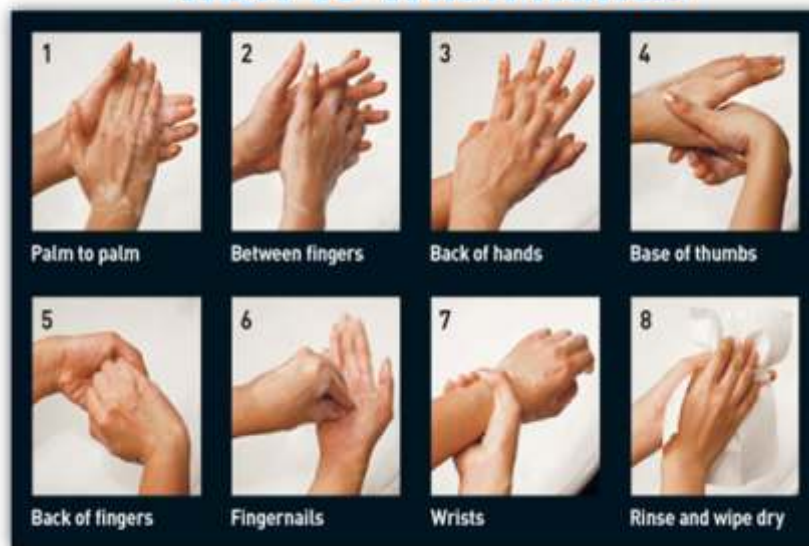 1
2
3
4
Palm to palm
Between fingers
Back of hands
Base of thumbs
5
6
7
8
Back of fingers
Fingernails
Wrists
Rinse and wipe dry